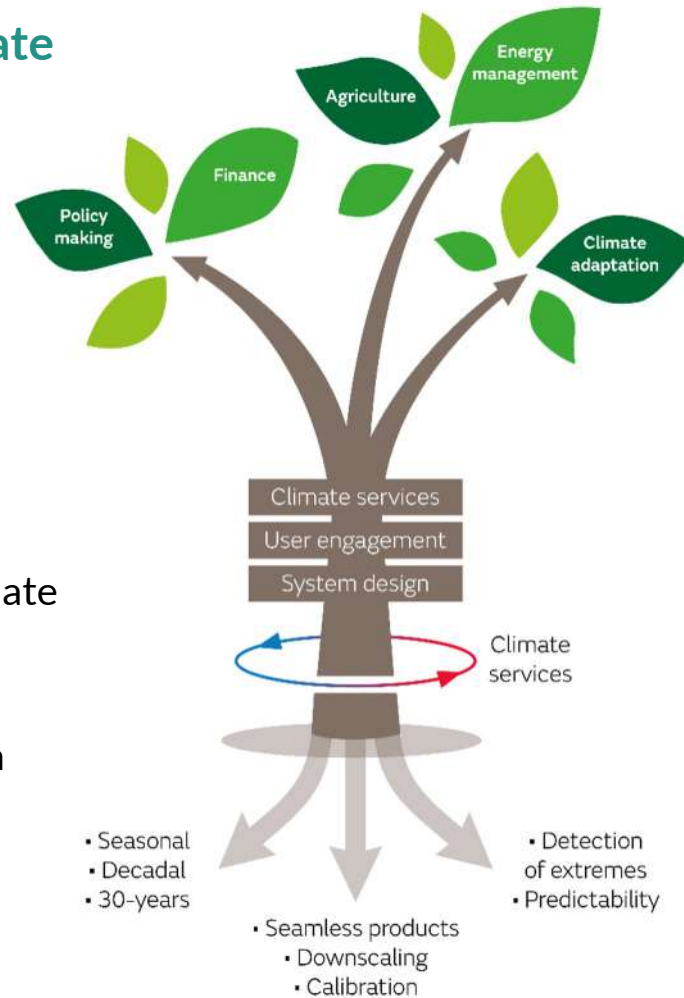 ate
Energy
management
Agriculture
Finance
Policy
making
Climate
adaptation
Climate services
User engagement
System design
ate
Climate
services
n
▪ Seasonal
▪ Decadal
▪ 30-years
▪ Detection
of extremes
▪ Predictability
▪ Seamless products
▪ Downscaling
▪ Calibration